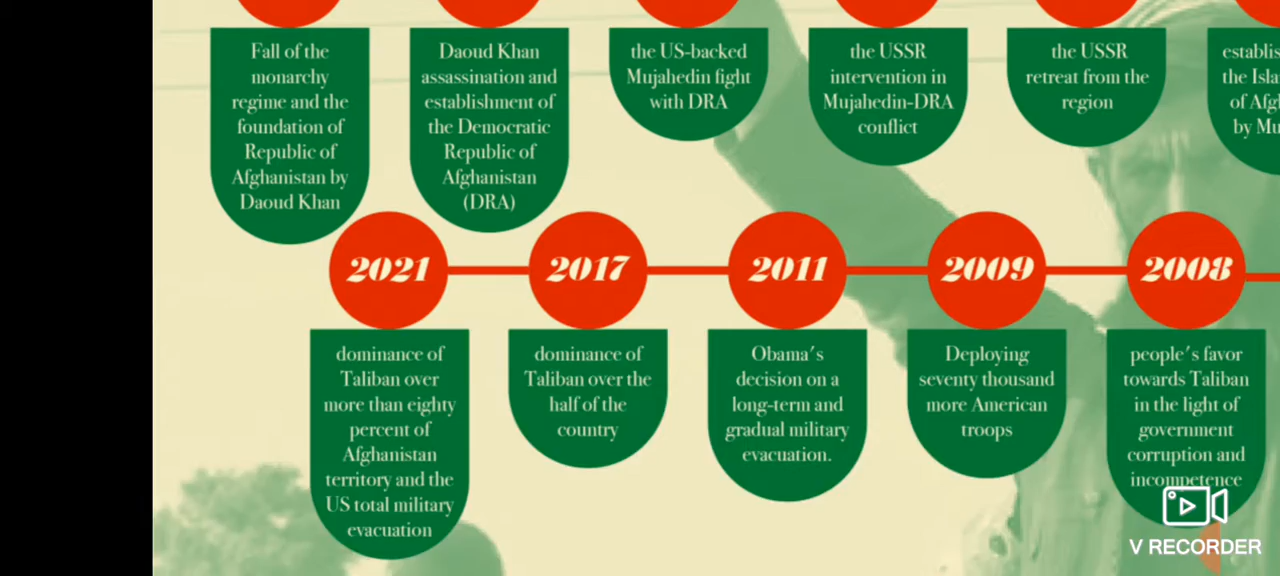 Fall of the
monarchy
regime and the
foundation of
Republic of
Afghanistan by
Daoud Khan
Daoud Khan
assassination and
establishment of
the Democratic
Republic of
Afghanistan
(DRA)
the US-backed
Mujahedin fight
with DRA
the USSR
intervention in
Mujahedin-DRA
conflict
the USSR
retreat from the
region
the
of
by
2021
2017
2011
2009
2008
dominance of
Taliban over
more than eighty
percent of
Afghanistan
territory and the
US total military
evacuation
dominance of
Taliban over the
half of the
country
Obama's
decision on a
long-term and
gradual military
evacuation.
Deploying
seventy thousand
more American
troops
people's favor
towards Taliban
in the light of
government
corruption and
incompetence
V RECORDER